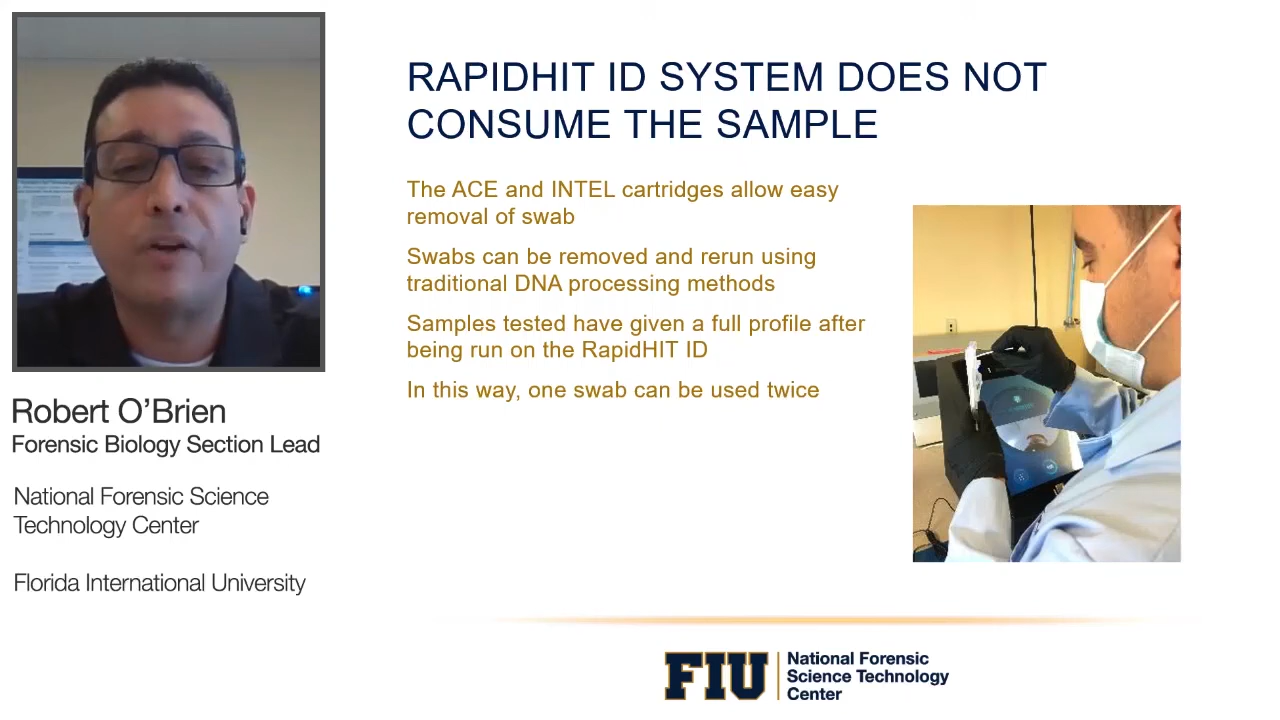 RAPIDHIT ID SYSTEM DOES NOT
CONSUME THE SAMPLE
The ACE and INTEL cartridges allow easy
removal of swab
Swabs can be removed and rerun using
traditional DNA processing methods
Samples tested have given a full profile after
being run on the RapidHIT ID
In this way, one swab can be used twice
Robert O’Brien
Forensic Biology Section Lead
National Forensic Science
Technology Center
Florida International University
FIU
National Forensic
Science Technology
Center